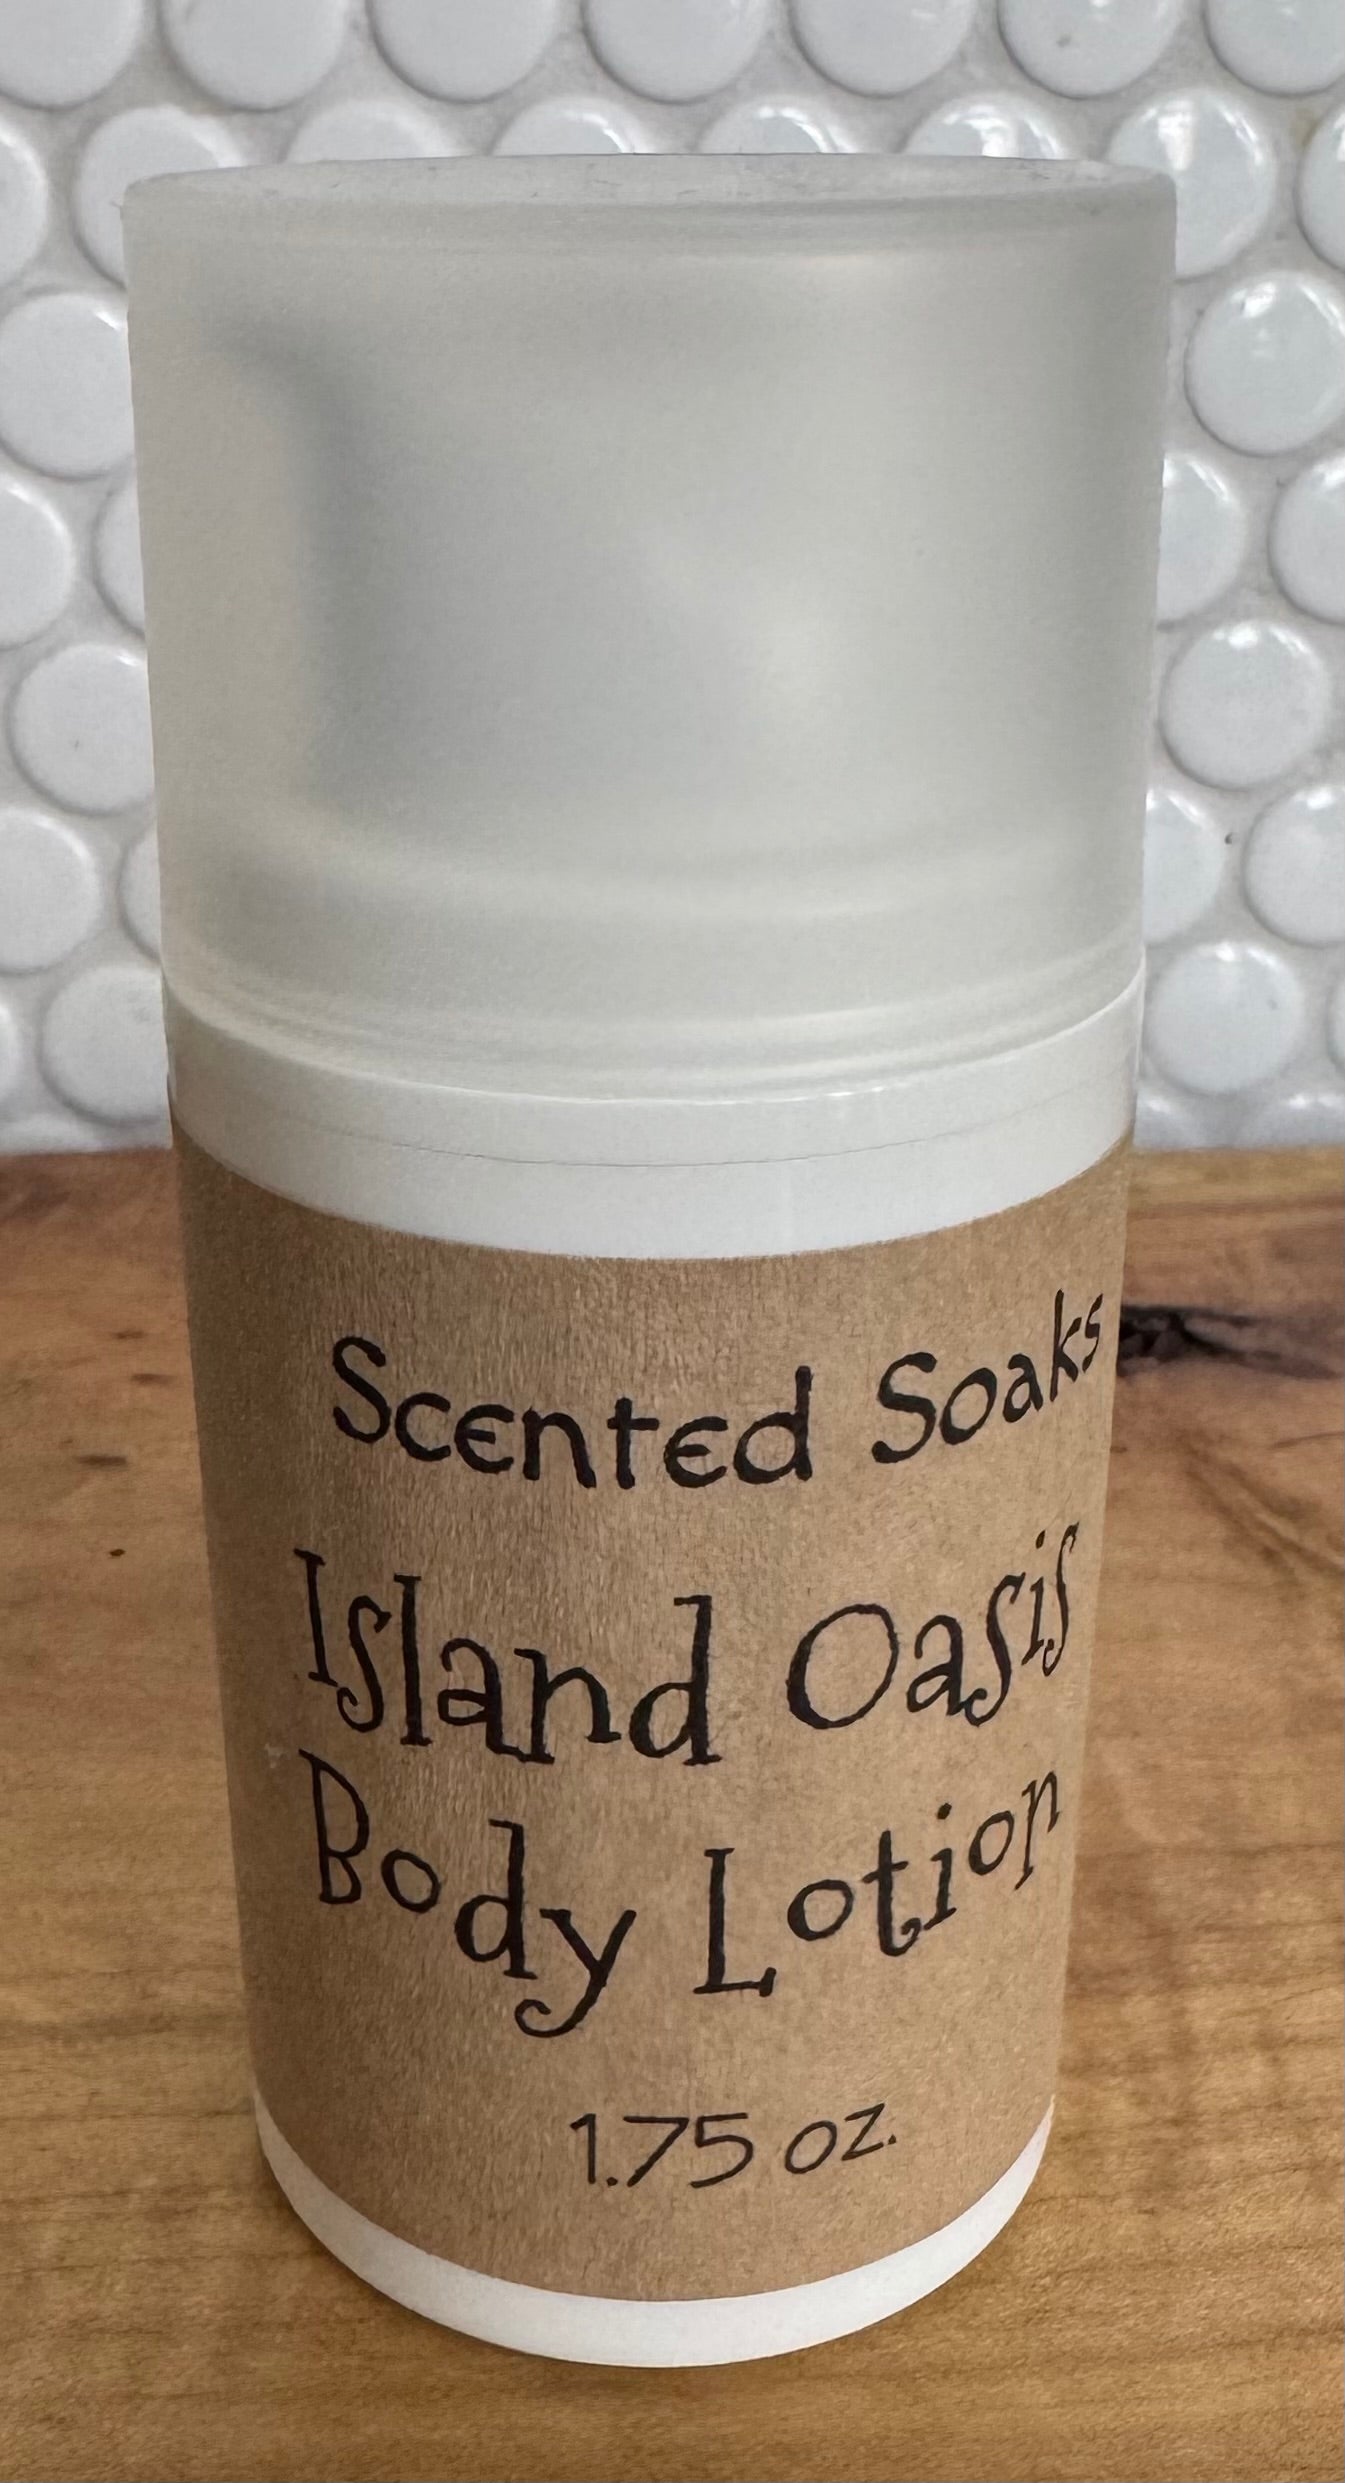 Scented Soaks
Island Oasis
Body Lotion
1.75 oz.